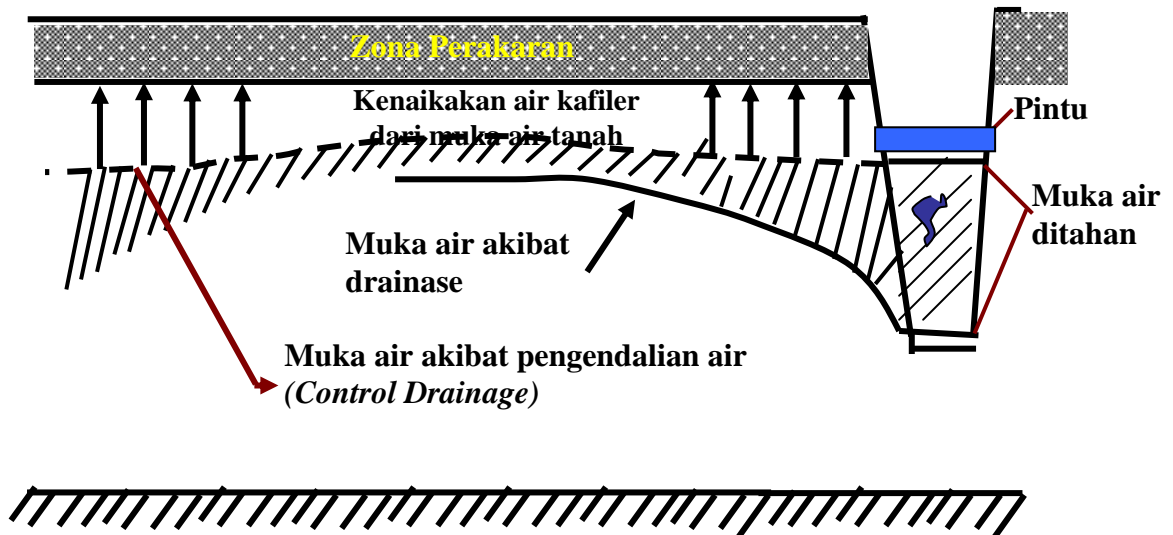 Zona Perakaran
Kenaikakan air kafiler
dari muka air tanah
Pintu
Muka air
ditahan
Muka air akibat
drainase
Muka air akibat pengendalian air
(Control Drainage)